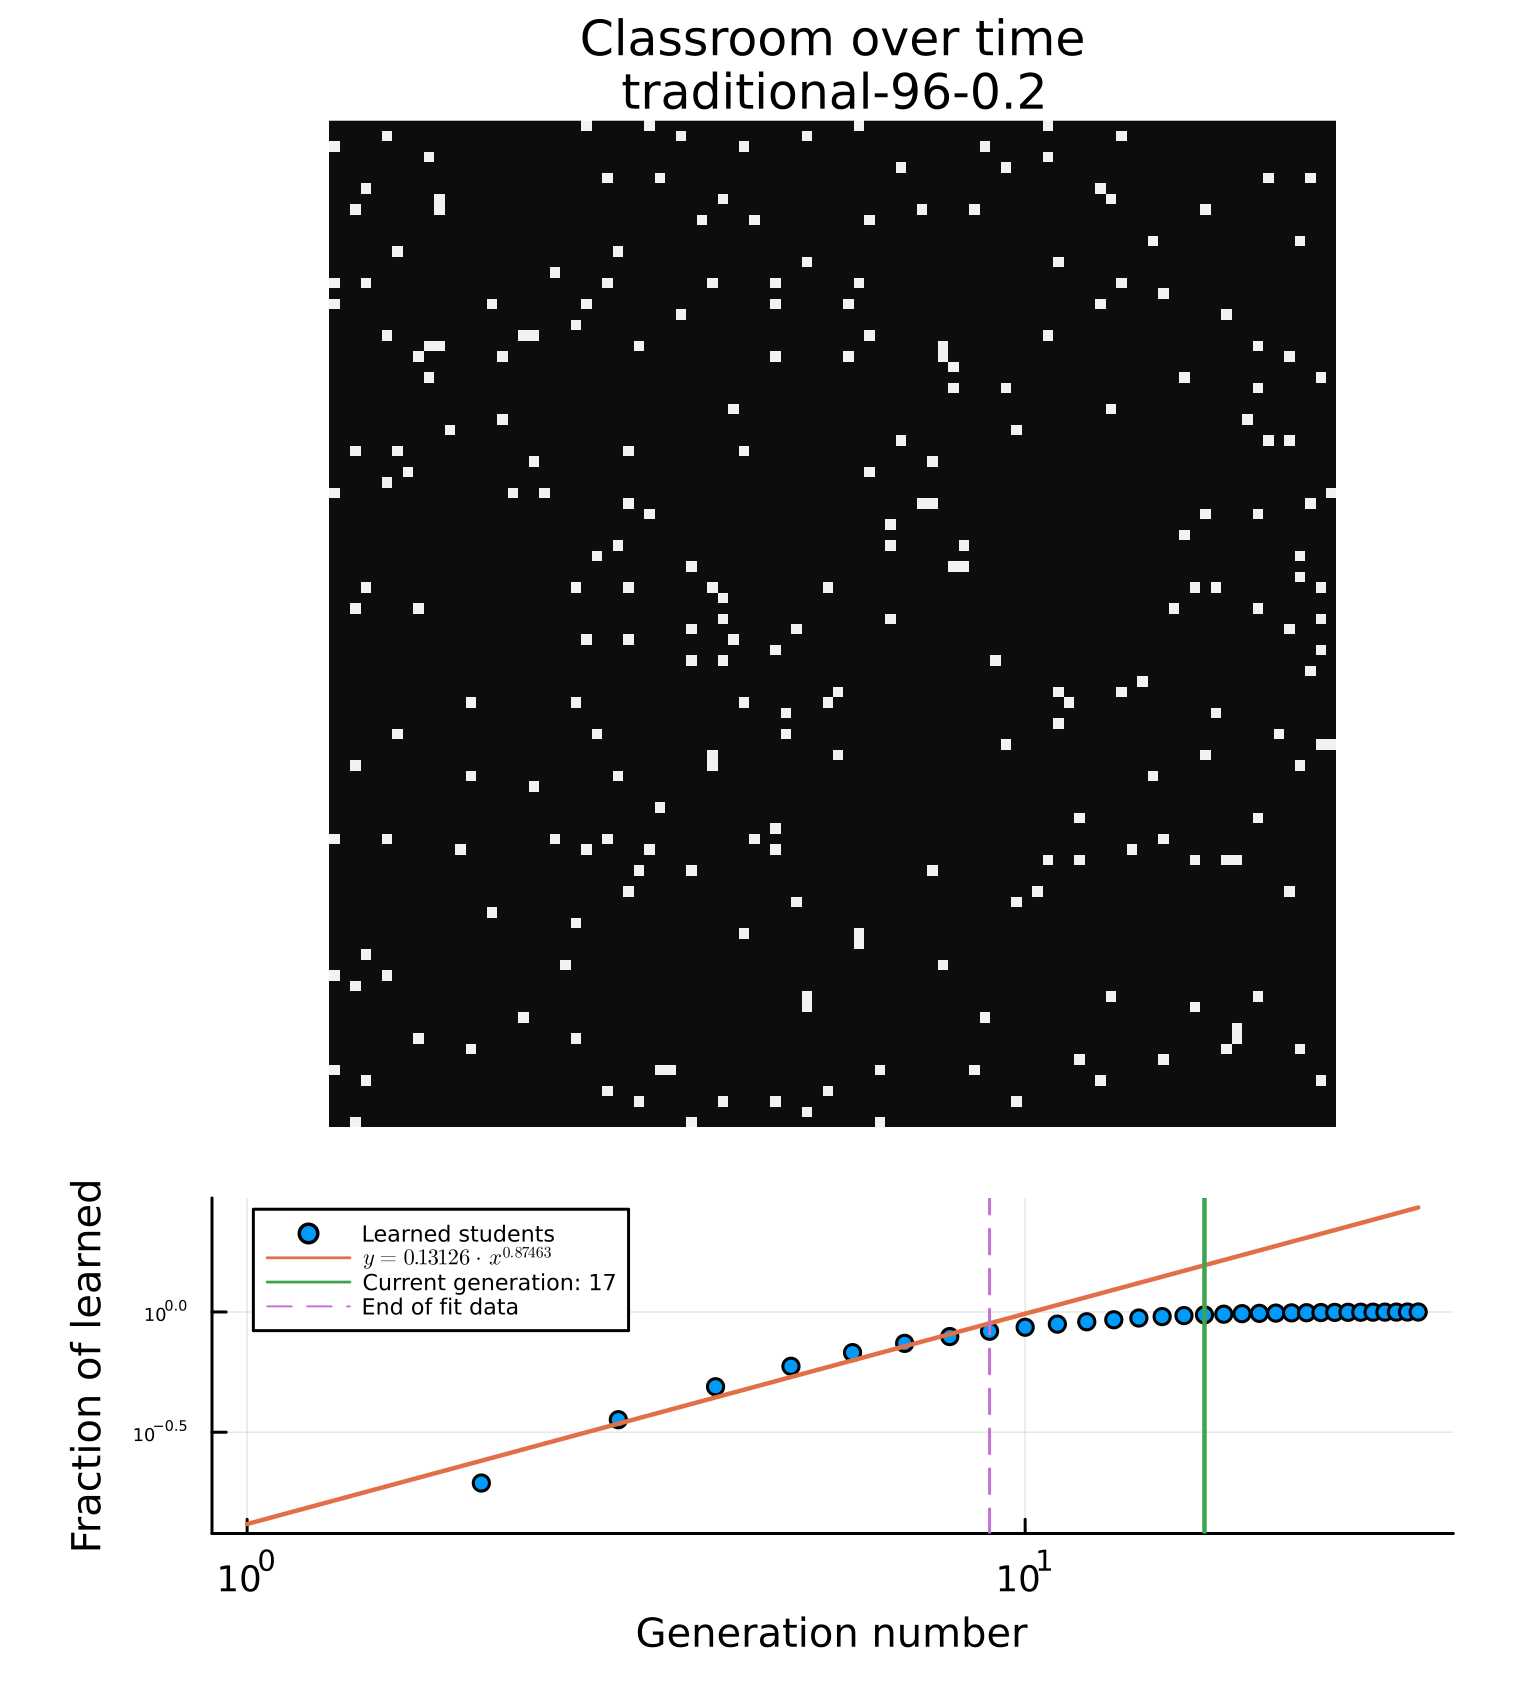 Classroom over time
traditional-96-0.2
Fraction of learned
Learned students
y = 0.13126 · x^0.87463
Current generation: 17
End of fit data
10^0.0
10^−0.5
10^0
10^1
Generation number